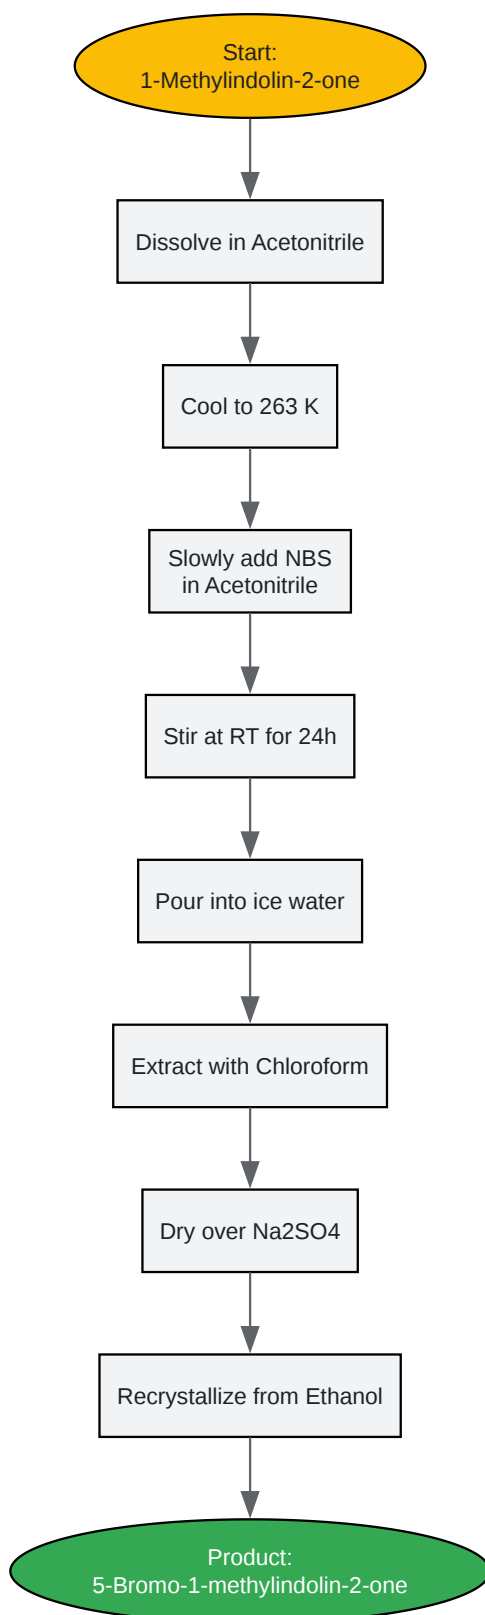 Start:
1-Methylindolin-2-one
Dissolve in Acetonitrile
Cool to 263 K
Slowly add NBS
in Acetonitrile
Stir at RT for 24h
Pour into ice water
Extract with Chloroform
Dry over Na2SO4
Recrystallize from Ethanol
Product:
5-Bromo-1-methylindolin-2-one